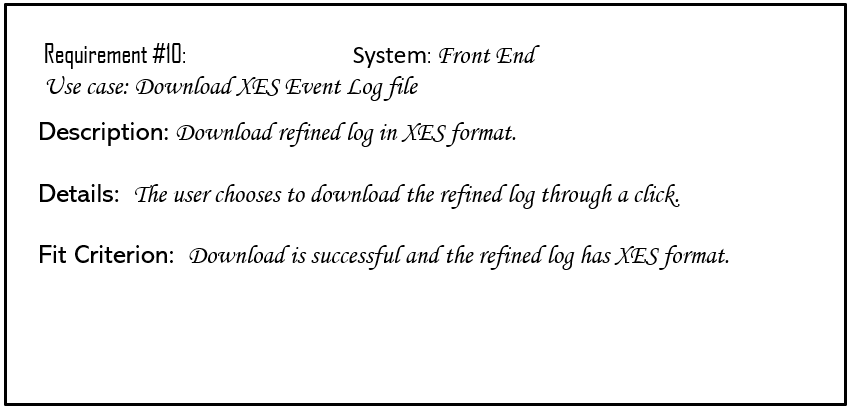 Requirement #10: System: Front End
Use case: Download XES Event Log file
Description: Download refined log in XES format.
Details: The user chooses to download the refined log through a click.
Fit Criterion: Download is successful and the refined log has XES format.